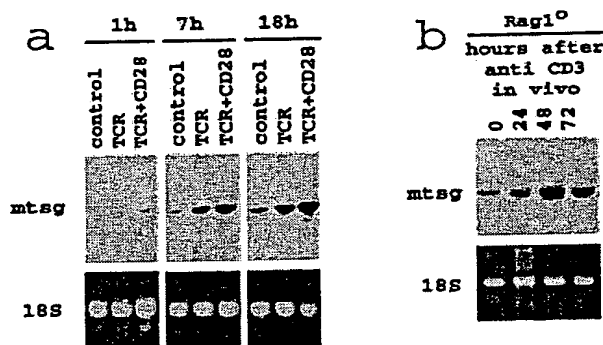 a
1h 7h 18h
control TCR TCR+CD28 control TCR TCR+CD28 control TCR TCR+CD28
mtsg
18S
b
Rag1°
hours after
anti CD3
in vivo
0 24 48 72
mtsg
18S